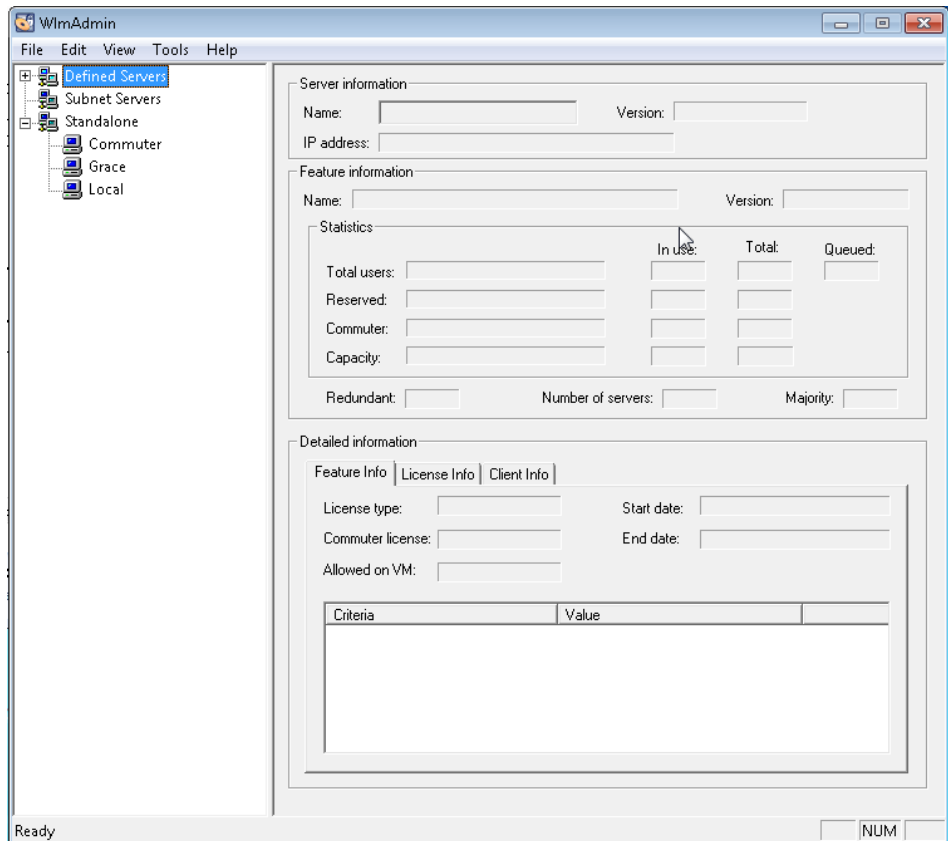 WlmAdmin
File Edit View Tools Help
Defined Servers
Subnet Servers
Standalone
Commuter
Grace
Local
Server information
Name: Version:
IP address:
Feature information
Name: Version:
Statistics
In use: Total: Queued:
Total users:
Reserved:
Commuter:
Capacity:
Redundant: Number of servers: Majority:
Detailed information
Feature Info License Info Client Info
License type: Start date:
Commuter license: End date:
Allowed on VM:
Criteria Value
Ready NUM